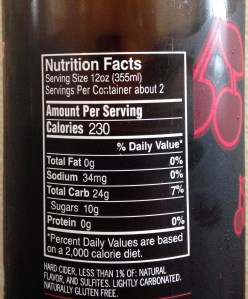 Nutrition Facts
Serving Size 12oz (355ml)
Servings Per Container about 2
Amount Per Serving
Calories 230
% Daily Value*
Total Fat 0g 0%
Sodium 34mg 0%
Total Carb 24g 7%
Sugars 10g
Protein 0g 0%
*Percent Daily Values are based
on a 2,000 calorie diet.
HARD CIDER, LESS THAN 1% OF: NATURAL
FLAVOR, AND SULFITES. LIGHTLY CARBONATED.
NATURALLY GLUTEN FREE.